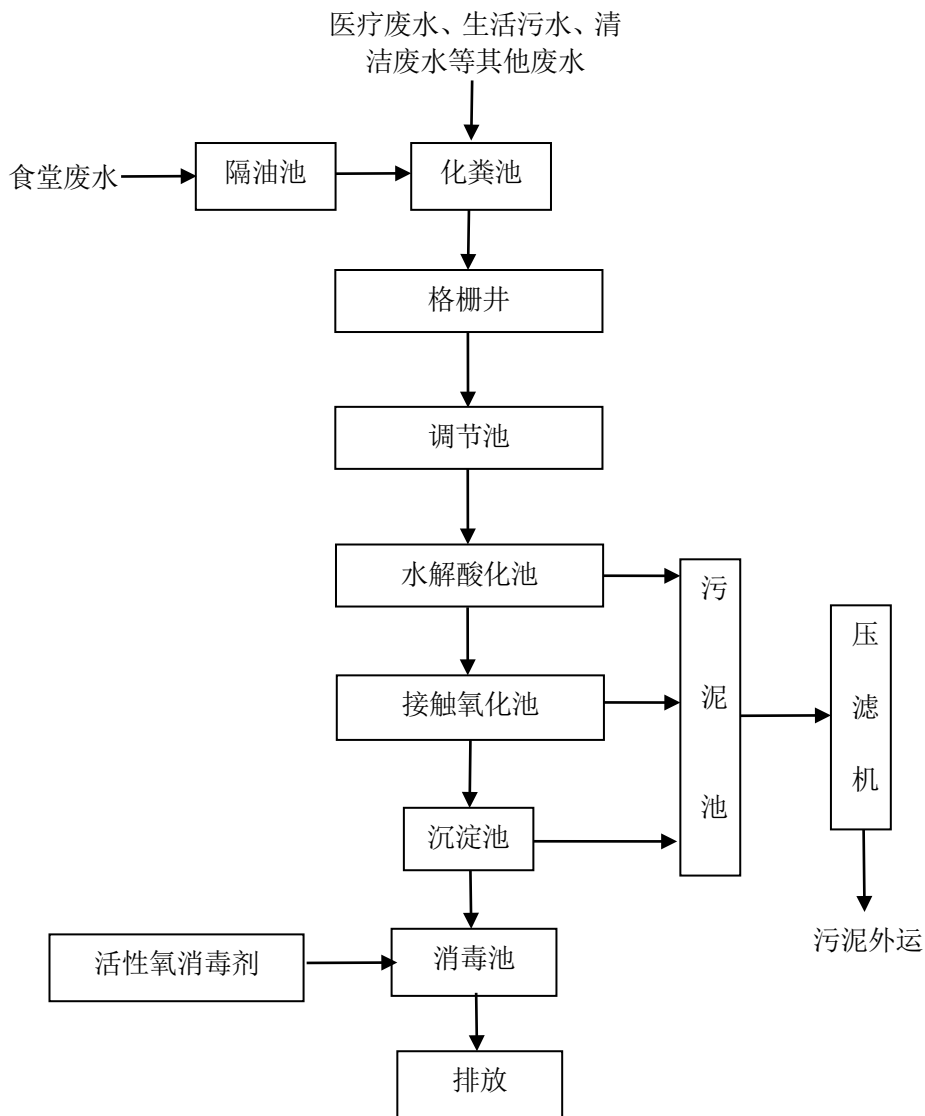 医疗废水、生活污水、清
洁废水等其他废水
食堂废水
隔油池
化粪池
格栅井
调节池
水解酸化池
污泥池
接触氧化池
压滤机
沉淀池
污泥外运
活性氧消毒剂
消毒池
排放